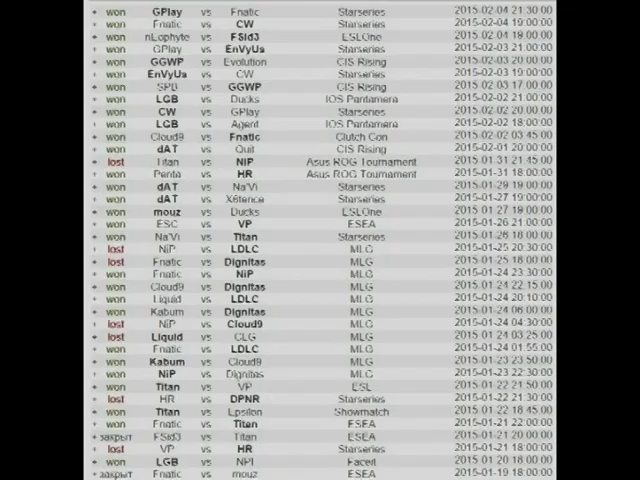 + won GPlay vs Fnatic Starseries 2015-02-04 21:30:00
+ won Fnatic vs CW Starseries 2015-02-04 19:00:00
+ won nLophyte vs FSid3 ESLOne 2015-02-04 19:00:00
+ won GPlay vs EnVyUs Starseries 2015-02-03 21:00:00
+ won GGWP vs Evolution CIS Rising 2015-02-03 20:00:00
+ won EnVyUs vs CW Starseries 2015-02-03 19:00:00
+ won SPB vs GGWP CIS Rising 2015-02-03 17:00:00
+ won LGB vs Ducks IOS Pantamera 2015-02-02 21:00:00
+ won CW vs GPlay Starseries 2015-02-02 20:00:00
+ won LGB vs Agent IOS Pantamera 2015-02-02 18:00:00
+ won Cloud9 vs Fnatic Clutch Con 2015-02-02 03:45:00
+ won dAT vs Quit CIS Rising 2015-02-01 20:00:00
+ lost Titan vs NiP Asus ROG Tournament 2015-01-31 21:45:00
+ won Penta vs HR Asus ROG Tournament 2015-01-31 18:00:00
+ won dAT vs Na'Vi Starseries 2015-01-29 19:00:00
+ won dAT vs X6tence Starseries 2015-01-27 19:00:00
+ won mouz vs Ducks ESLOne 2015-01-27 19:00:00
+ won ESC vs VP ESEA 2015-01-26 21:00:00
+ won Na'Vi vs Titan Starseries 2015-01-26 18:00:00
+ lost NiP vs LDLC MLG 2015-01-25 20:30:00
+ lost Fnatic vs Dignitas MLG 2015-01-25 18:00:00
+ won Fnatic vs NiP MLG 2015-01-24 23:30:00
+ won Cloud9 vs Dignitas MLG 2015-01-24 22:15:00
+ won Liquid vs LDLC MLG 2015-01-24 20:10:00
+ won Kabum vs Dignitas MLG 2015-01-24 06:00:00
+ lost NiP vs Cloud9 MLG 2015-01-24 04:30:00
+ lost Liquid vs CLG MLG 2015-01-24 03:25:00
+ won Fnatic vs LDLC MLG 2015-01-24 01:55:00
+ won Kabum vs Cloud9 MLG 2015-01-23 23:50:00
+ won NiP vs Dignitas MLG 2015-01-23 22:30:00
+ won Titan vs VP ESL 2015-01-22 21:50:00
+ lost HR vs DPNR Starseries 2015-01-22 21:30:00
+ won Titan vs Epsilon Showmatch 2015-01-22 18:45:00
+ won Fnatic vs Titan ESEA 2015-01-21 22:00:00
+ закрыт FSid3 vs Titan ESEA 2015-01-21 20:00:00
+ lost VP vs HR Starseries 2015-01-21 18:00:00
+ won LGB vs NPI Faceit 2015-01-20 18:00:00
+ закрыт Fnatic vs mouz ESEA 2015-01-19 18:00:00